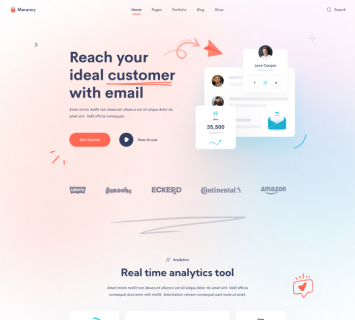 Macancy
Home Pages Portfolio Blog Shop
Search
Reach your
ideal customer
with email
Amet minim mollit non deserunt ullamco est sit aliqua dolor do
amet sint. Velit officia consequat.
Get Started
How to use
Jane Cooper
35,500
Levi's
ECKERD
Continental
amazon
// Analytics
Real time analytics tool
Amet minim mollit non deserunt ullamco est sit aliqua dolor do amet sint. Velit officia
consequat duis enim velit mollit. Exercitation veniam consequat sunt nostrud amet.